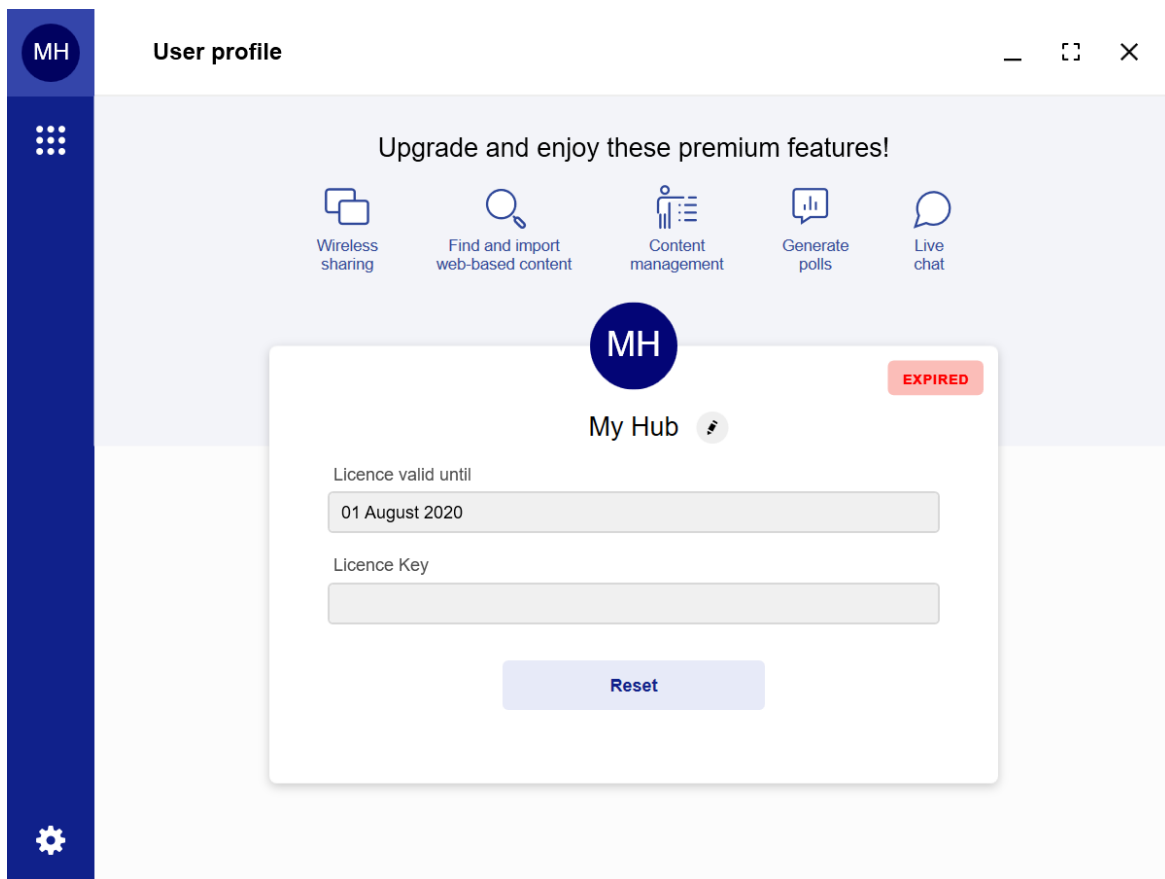 MH
User profile
Upgrade and enjoy these premium features!
Wireless
sharing
Find and import
web-based content
Content
management
Generate
polls
Live
chat
MH
EXPIRED
My Hub
Licence valid until
01 August 2020
Licence Key
Reset